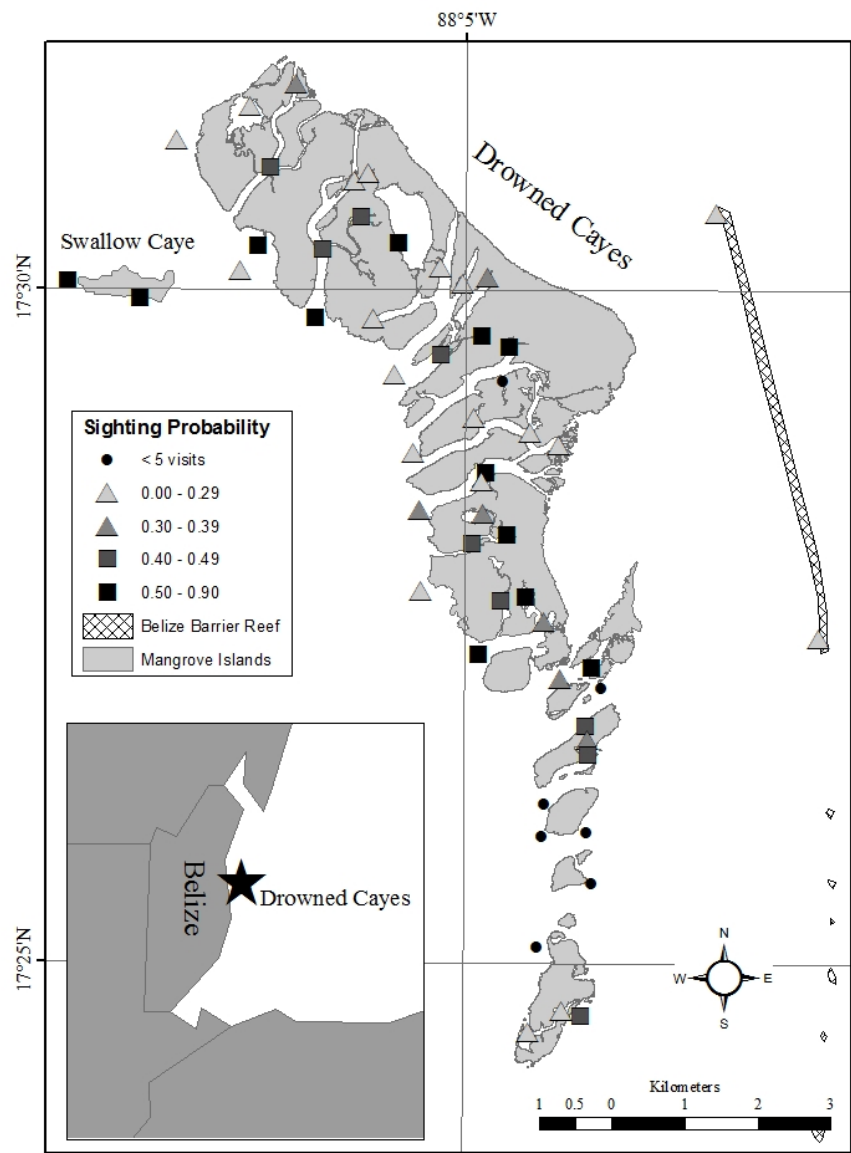 88°5'W
Drowned Cayes
Swallow Caye
17°30'N
Sighting Probability
< 5 visits
0.00 - 0.29
0.30 - 0.39
0.40 - 0.49
0.50 - 0.90
Belize Barrier Reef
Mangrove Islands
Belize
Drowned Cayes
17°25'N
N
W
E
S
Kilometers
1 0.5 0 1 2 3